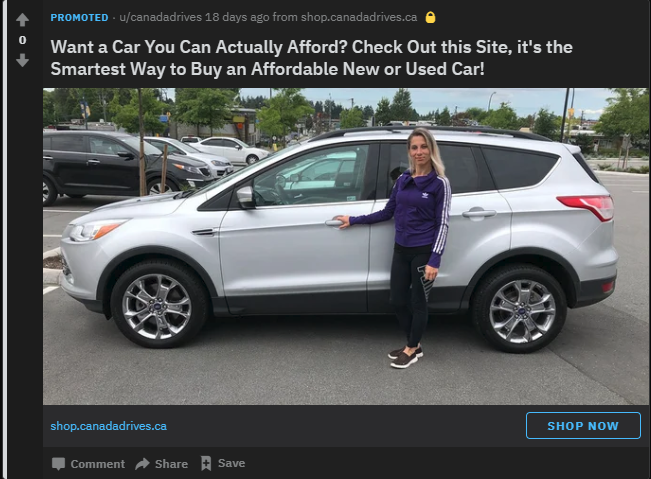 PROMOTED · u/canadadrives 18 days ago from shop.canadadrives.ca
0
Want a Car You Can Actually Afford? Check Out this Site, it's the
Smartest Way to Buy an Affordable New or Used Car!
shop.canadadrives.ca
SHOP NOW
Comment Share Save